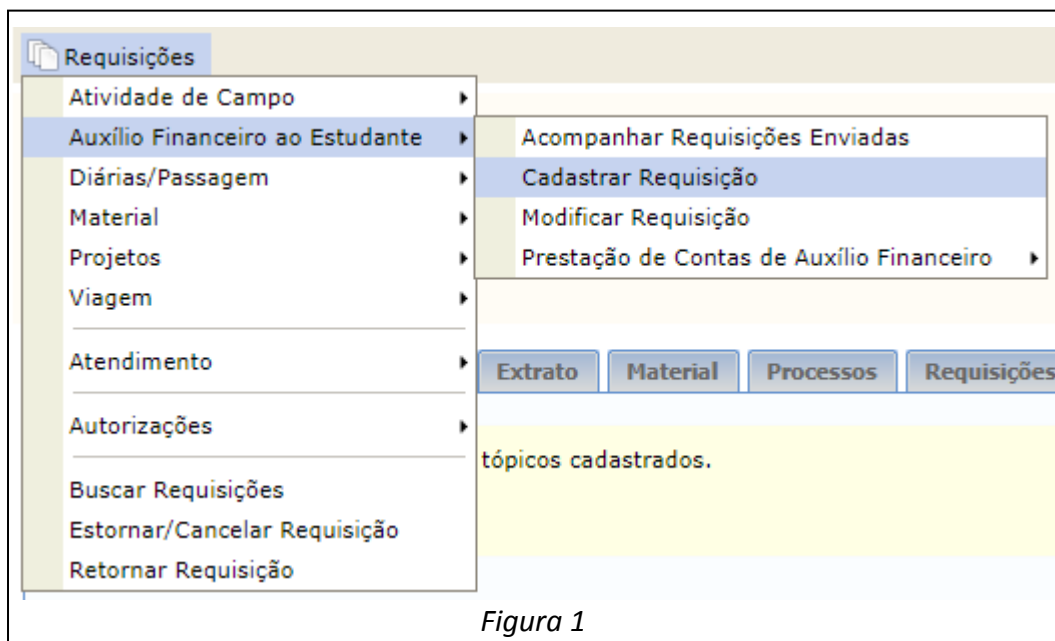 Requisições
Atividade de Campo
Auxílio Financeiro ao Estudante
Diárias/Passagem
Material
Projetos
Viagem
Atendimento
Autorizações
Buscar Requisições
Estornar/Cancelar Requisição
Retornar Requisição
Acompanhar Requisições Enviadas
Cadastrar Requisição
Modificar Requisição
Prestação de Contas de Auxílio Financeiro
Extrato
Material
Processos
Requisições
tópicos cadastrados.
Figura 1